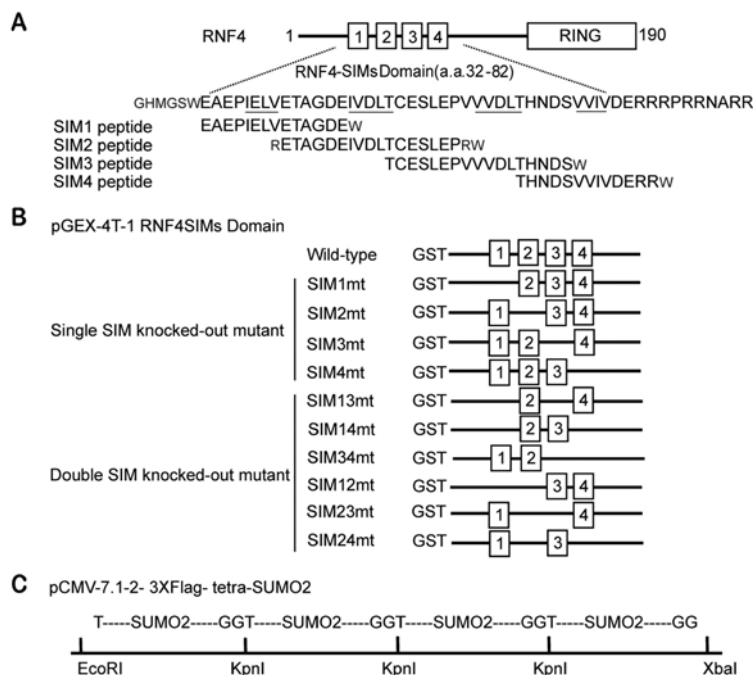 A
RNF4 1 1 2 3 4 RING 190
RNF4-SIMsDomain(a.a.32-82)
GHMGSWEAEPIELVETAGDEIVDLTCESLEPVVVDLTHNDSVVIVDERRRPRRNARR
SIM1 peptide EAEPIELVETAGDEW
SIM2 peptide RETAGDEIVDLTCESLEPRW
SIM3 peptide TCESLEPVVVDLTHNDSW
SIM4 peptide THNDSVVIVDERRW
B pGEX-4T-1 RNF4SIMs Domain
Wild-type GST 1 2 3 4
SIM1mt GST 2 3 4
SIM2mt GST 1 3 4
Single SIM knocked-out mutant
SIM3mt GST 1 2 4
SIM4mt GST 1 2 3
SIM13mt GST 2 4
SIM14mt GST 2 3
SIM34mt GST 1 2
Double SIM knocked-out mutant
SIM12mt GST 3 4
SIM23mt GST 1 4
SIM24mt GST 1 3
C pCMV-7.1-2- 3XFlag- tetra-SUMO2
T-----SUMO2-----GGT-----SUMO2-----GGT-----SUMO2-----GGT-----SUMO2-----GG
EcoRI KpnI KpnI KpnI XbaI